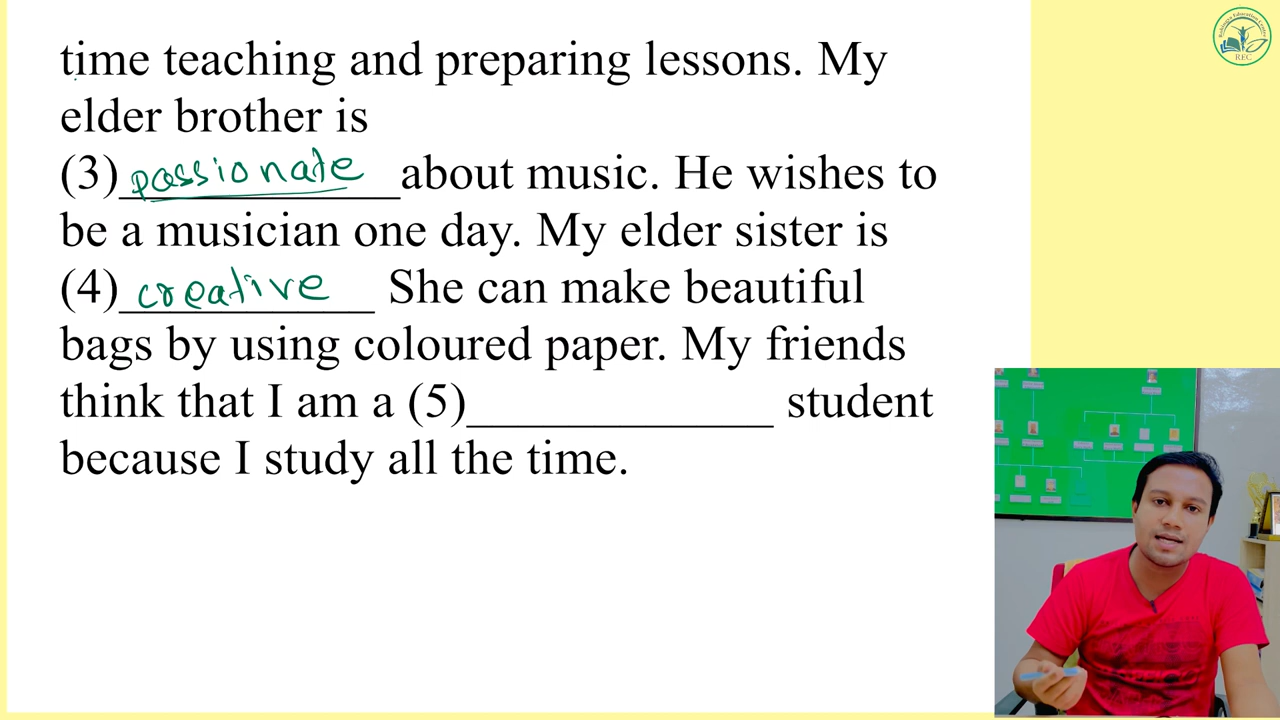 time teaching and preparing lessons. My
elder brother is
(3) passionate about music. He wishes to
be a musician one day. My elder sister is
(4) creative She can make beautiful
bags by using coloured paper. My friends
think that I am a (5)____________ student
because I study all the time.
REC